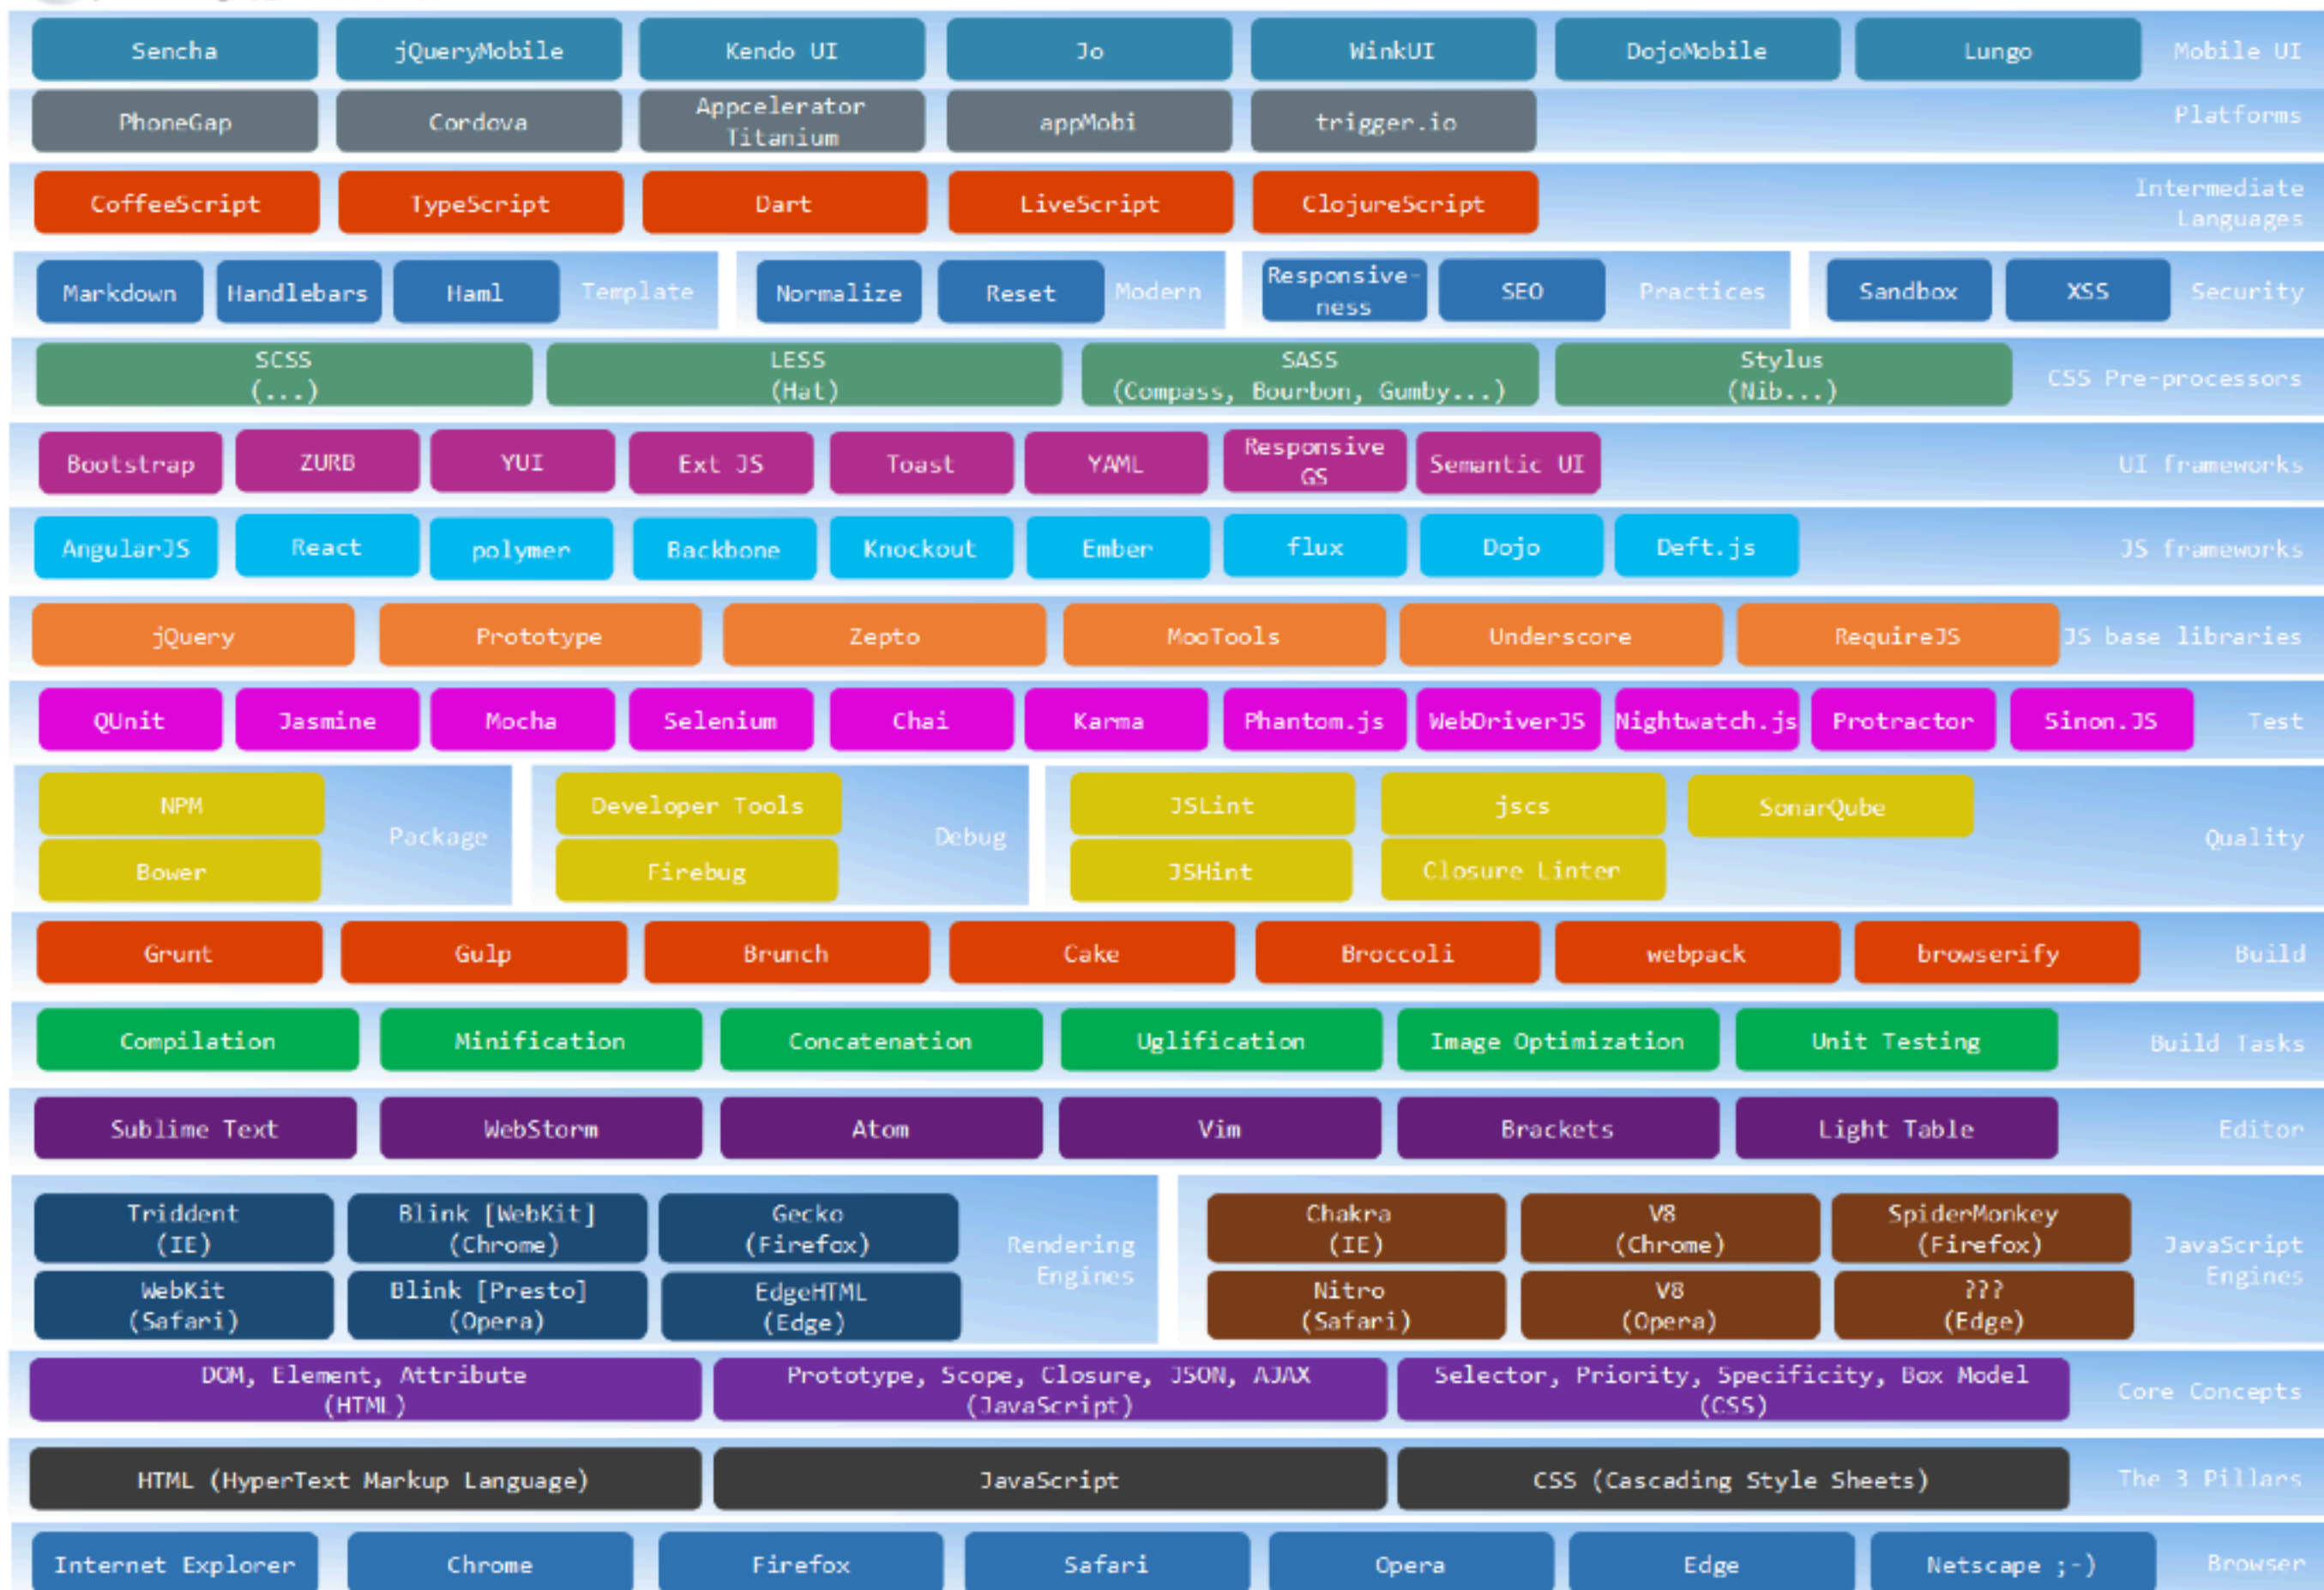 Sencha jQueryMobile Kendo UI Jo WinkUI DojoMobile Lungo Mobile UI
PhoneGap Cordova Appcelerator Titanium appMobi trigger.io Platforms
CoffeeScript TypeScript Dart LiveScript ClojureScript Intermediate Languages
Markdown Handlebars Haml Template Normalize Reset Modern Responsive-ness SEO Practices Sandbox XSS Security
SCSS LESS SASS Stylus
(...) (Hat) (Compass, Bourbon, Gumby...) (Nib...) CSS Pre-processors
Bootstrap ZURB YUI Ext JS Toast YAML Responsive GS Semantic UI UI frameworks
AngularJS React polymer Backbone Knockout Ember flux Dojo Deft.js JS frameworks
jQuery Prototype Zepto MooTools Underscore RequireJS JS base libraries
QUnit Jasmine Mocha Selenium Chai Karma Phantom.js WebDriverJS Nightwatch.js Protractor Sinon.JS Test
NPM Developer Tools JSLint jscs SonarQube
Package Debug Quality
Bower Firebug JSHint Closure Linter
Grunt Gulp Brunch Cake Broccoli webpack browserify Build
Compilation Minification Concatenation Uglification Image Optimization Unit Testing Build Tasks
Sublime Text WebStorm Atom Vim Brackets Light Table Editor
Triddent Blink [WebKit] Gecko Chakra V8 SpiderMonkey
(IE) (Chrome) (Firefox) Rendering (IE) (Chrome) (Firefox) JavaScript
WebKit Blink [Presto] EdgeHTML Engines Nitro V8 ??? Engines
(Safari) (Opera) (Edge) (Safari) (Opera) (Edge)
DOM, Element, Attribute Prototype, Scope, Closure, JSON, AJAX Selector, Priority, Specificity, Box Model
(HTML) (JavaScript) (CSS) Core Concepts
HTML (HyperText Markup Language) JavaScript CSS (Cascading Style Sheets) The 3 Pillars
Internet Explorer Chrome Firefox Safari Opera Edge Netscape ;-) Browser